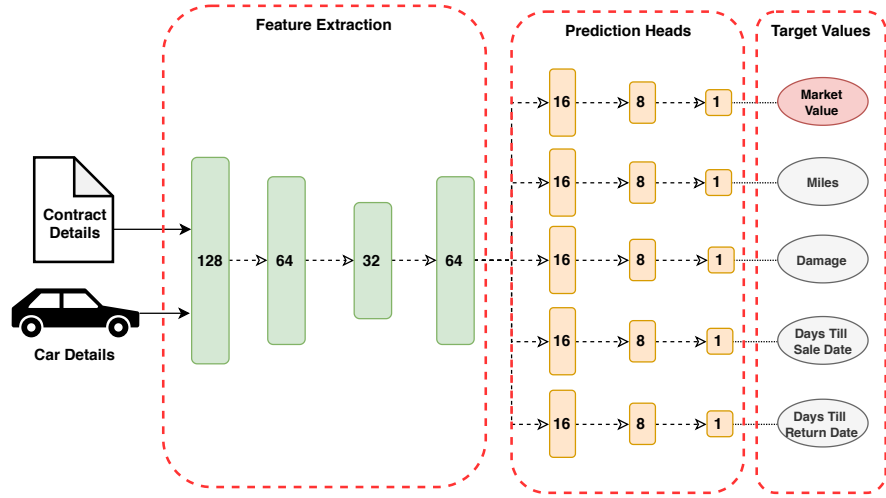 Feature Extraction
Prediction Heads
Target Values
Contract
Details
Car Details
128
64
32
64
16
8
1
Market
Value
16
8
1
Miles
16
8
1
Damage
16
8
1
Days Till
Sale Date
16
8
1
Days Till
Return Date